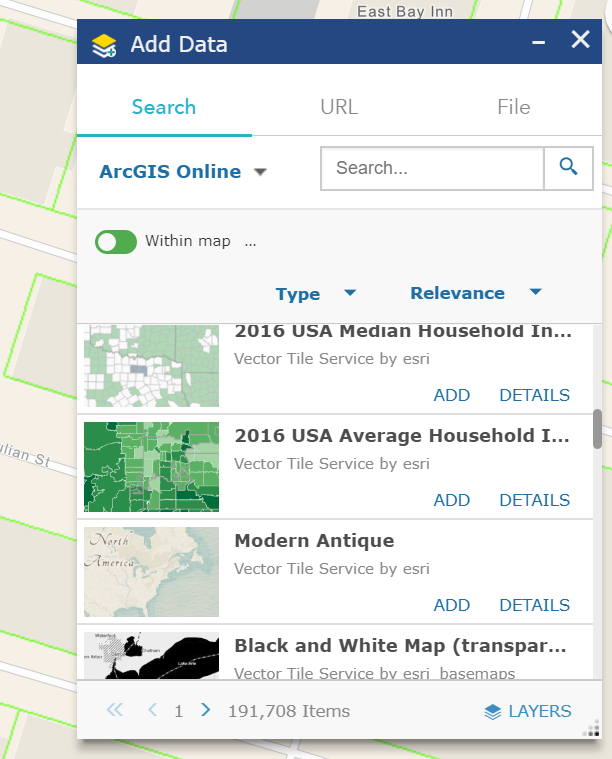 East Bay Inn
Add Data
Search URL File
ArcGIS Online Search...
Within map ...
Type Relevance
2016 USA Median Household In...
Vector Tile Service by esri
ADD DETAILS
2016 USA Average Household I...
Vector Tile Service by esri
ADD DETAILS
ulian St
North
America
Modern Antique
Vector Tile Service by esri
ADD DETAILS
Black and White Map (transpar...
Vector Tile Service by esri_basemaps
Chatham
Lake Erie
1 191,708 Items LAYERS